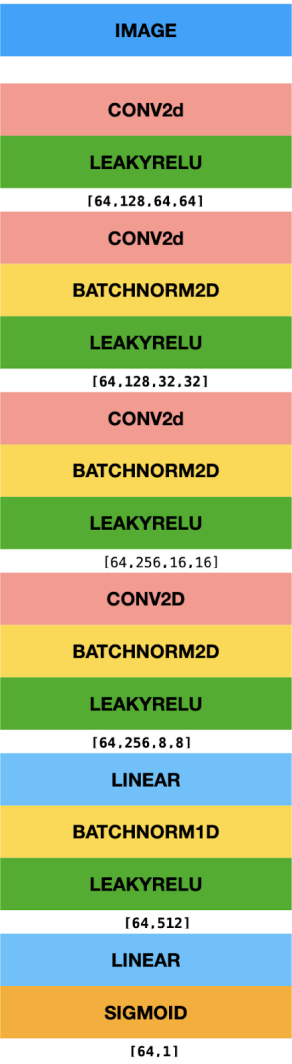 IMAGE
CONV2d
LEAKYRELU
[64,128,64,64]
CONV2d
BATCHNORM2D
LEAKYRELU
[64,128,32,32]
CONV2d
BATCHNORM2D
LEAKYRELU
[64,256,16,16]
CONV2D
BATCHNORM2D
LEAKYRELU
[64,256,8,8]
LINEAR
BATCHNORM1D
LEAKYRELU
[64,512]
LINEAR
SIGMOID
[64,1]